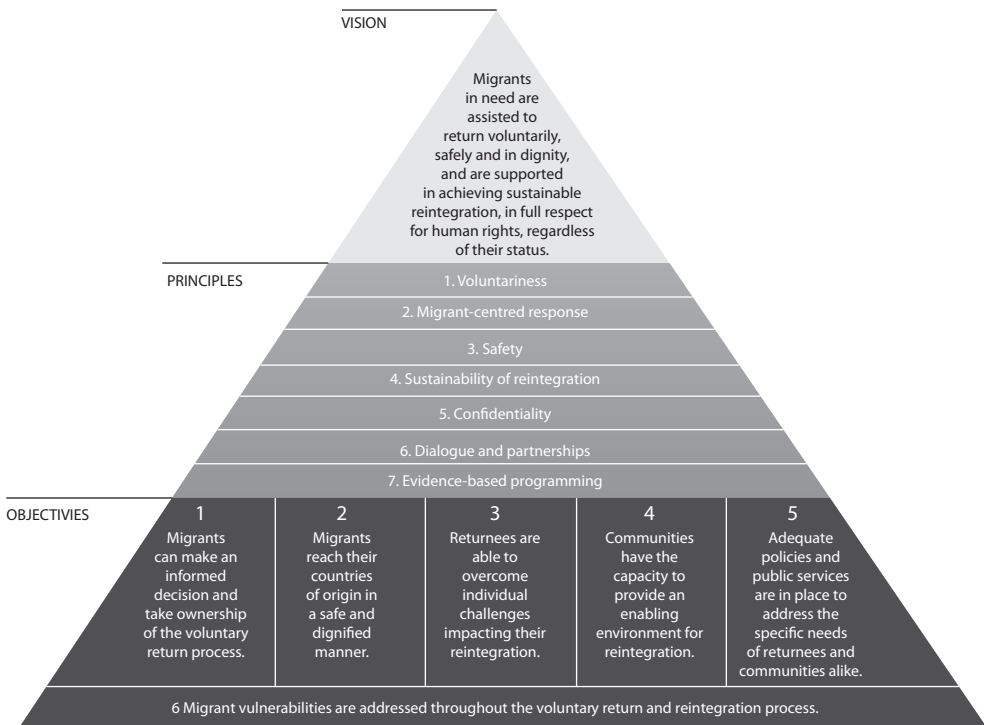 VISION
Migrants
in need are
assisted to
return voluntarily,
safely and in dignity,
and are supported
in achieving sustainable
reintegration, in full respect
for human rights, regardless
of their status.
PRINCIPLES
1. Voluntariness
2. Migrant-centred response
3. Safety
4. Sustainability of reintegration
5. Confidentiality
6. Dialogue and partnerships
7. Evidence-based programming
OBJECTIVIES
1
Migrants
can make an
informed
decision and
take ownership
of the voluntary
return process.
2
Migrants
reach their
countries
of origin in
a safe and
dignified
manner.
3
Returnees are
able to
overcome
individual
challenges
impacting their
reintegration.
4
Communities
have the
capacity to
provide an
enabling
environment for
reintegration.
5
Adequate
policies and
public services
are in place to
address the
specific needs
of returnees and
communities alike.
6 Migrant vulnerabilities are addressed throughout the voluntary return and reintegration process.